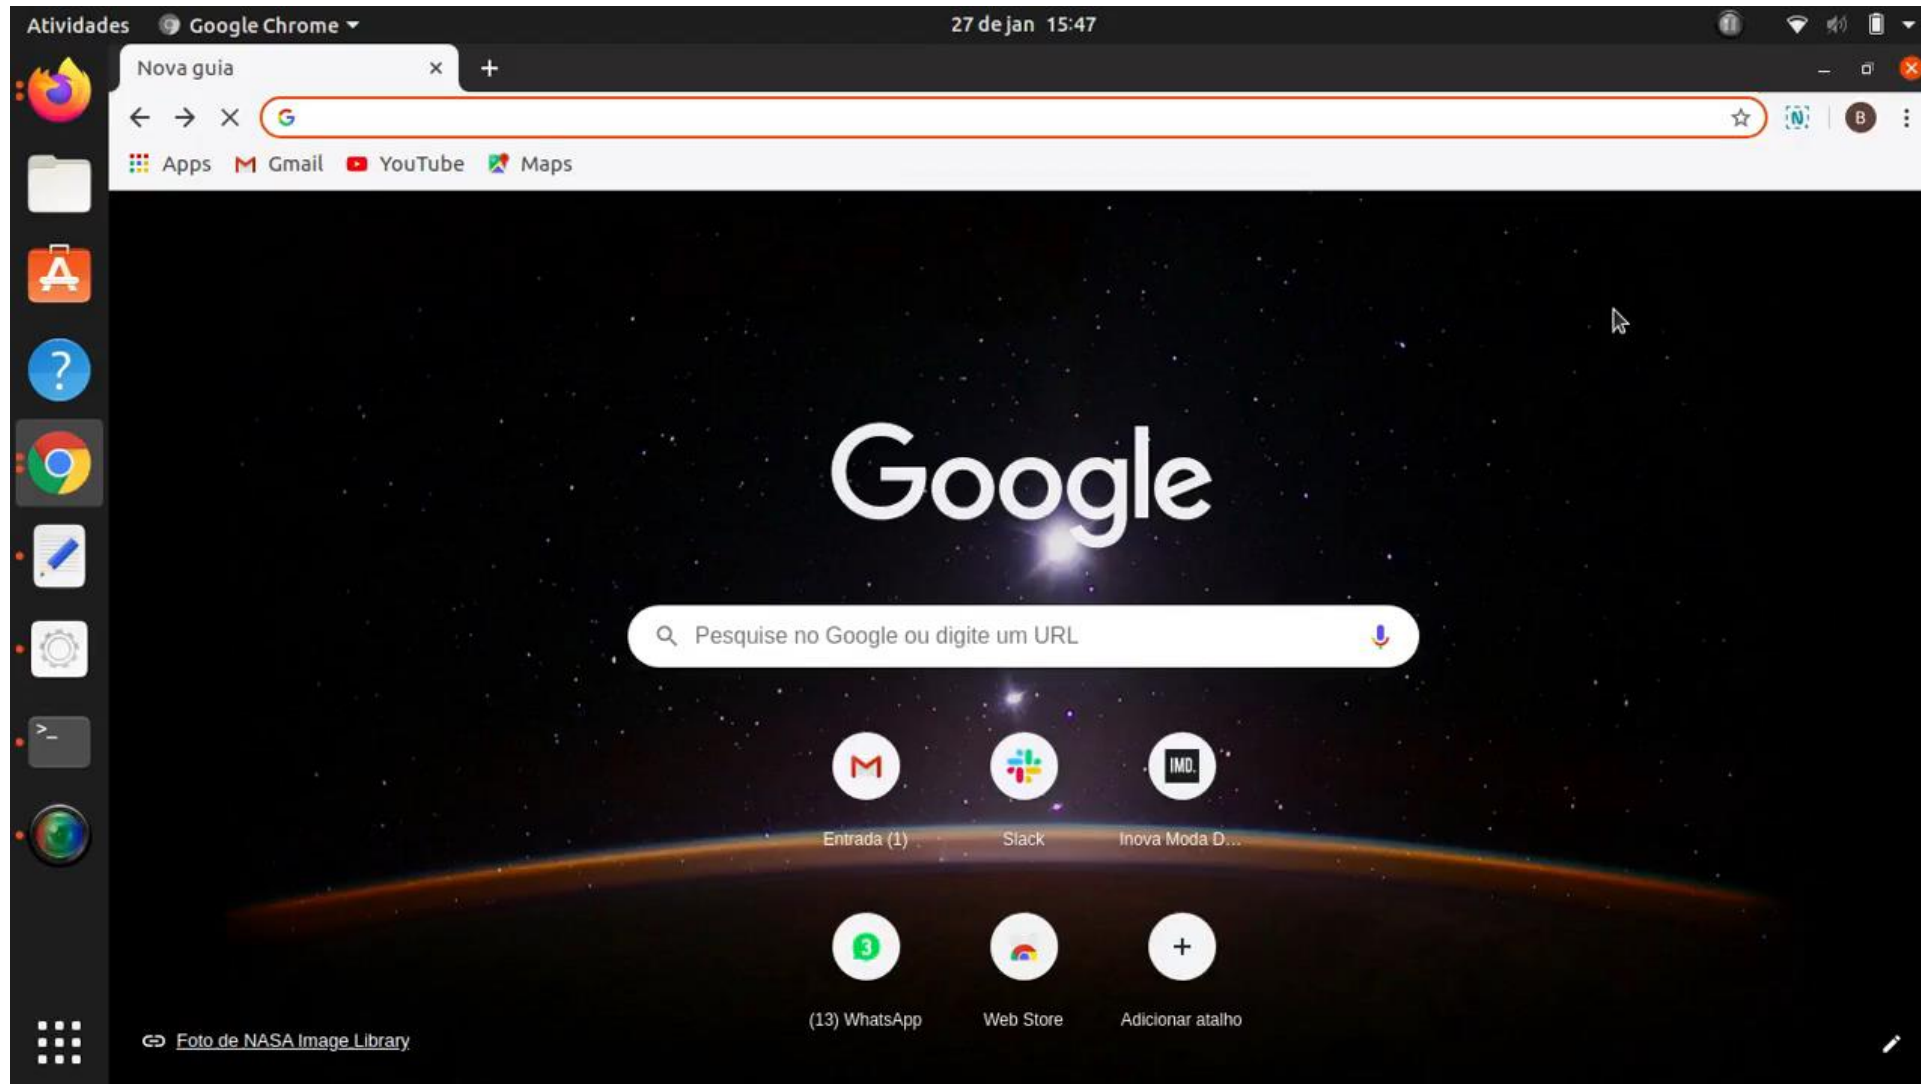 Atividades Google Chrome 27 de jan 15:47
Nova guia
B
Apps Gmail YouTube Maps
Google
Pesquise no Google ou digite um URL
IMD.
Entrada (1) Slack Inova Moda D...
3
(13) WhatsApp Web Store Adicionar atalho
Foto de NASA Image Library